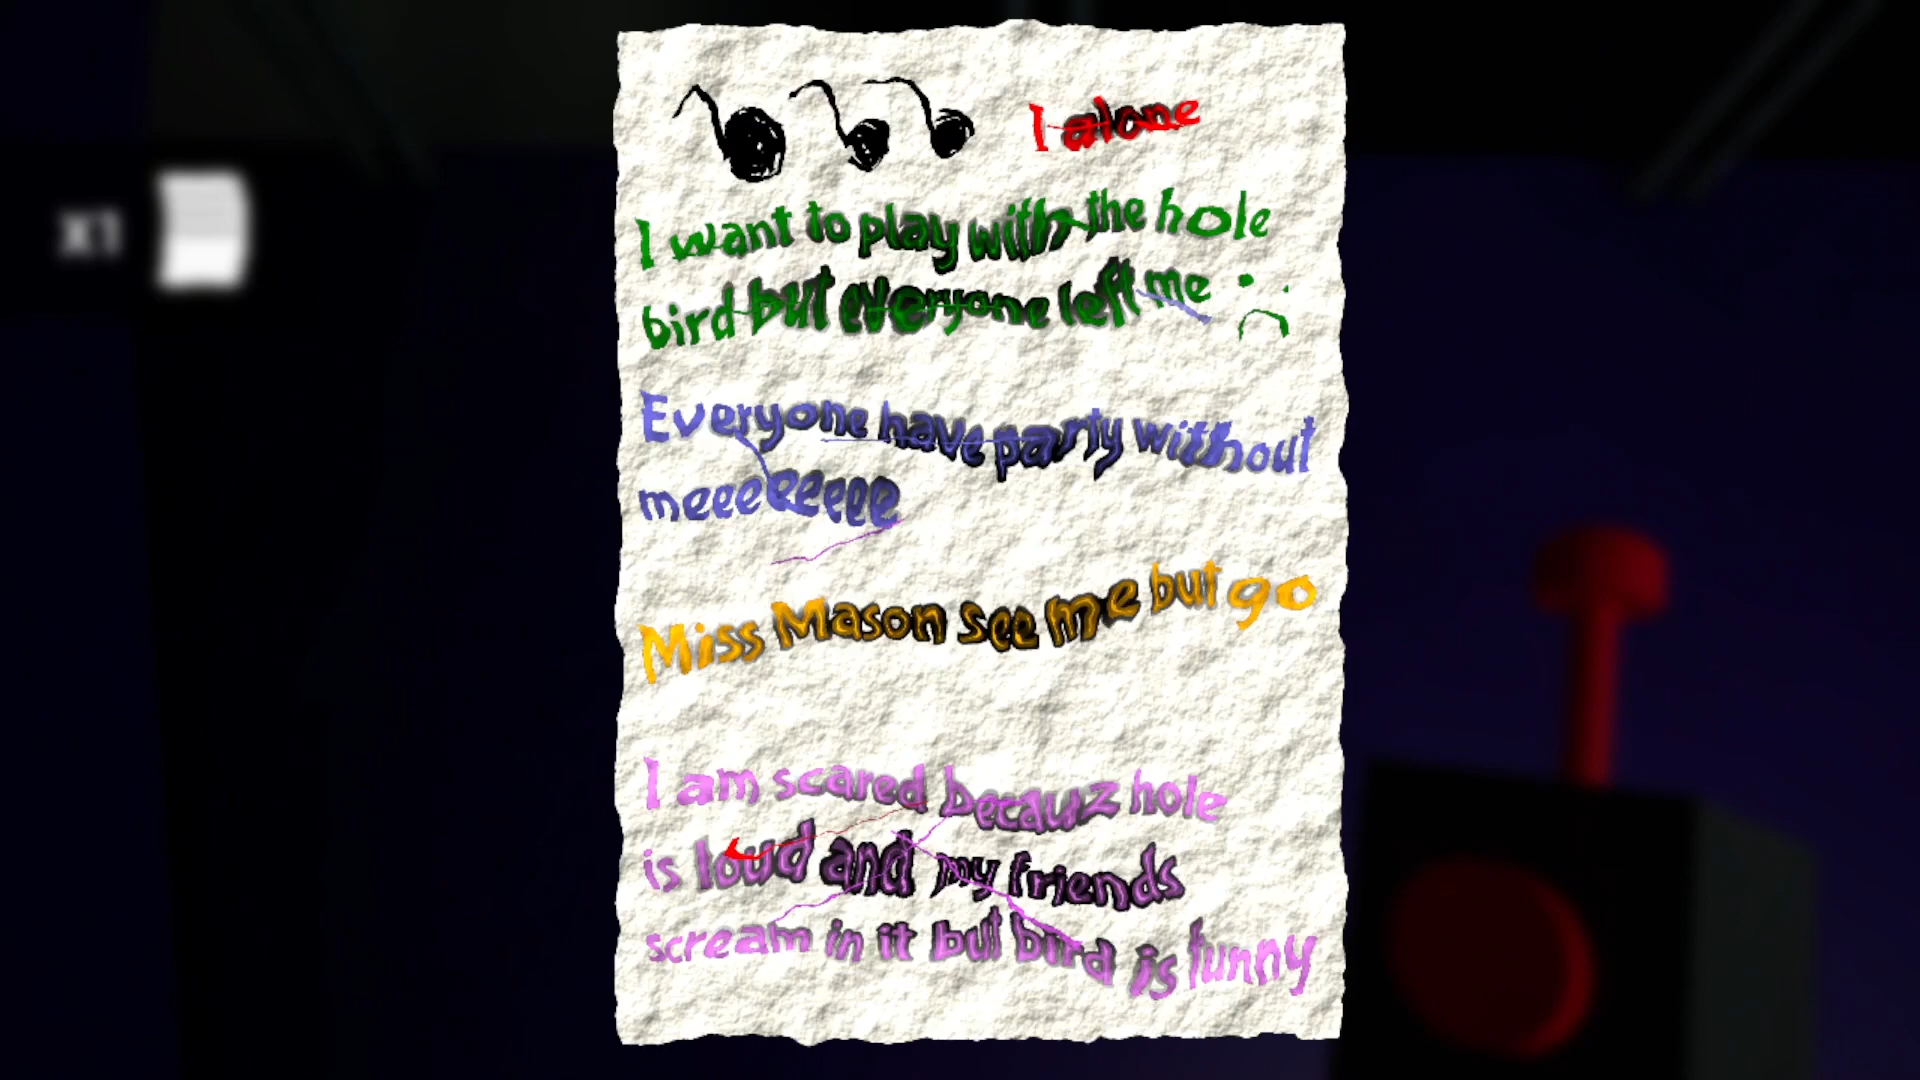 X1
I alone
I want to play with the hole
bird but everyone left me :(
Everyone have party without
meeeeeeee
Miss Mason see me but go
I am scared becauz hole
is loud and my friends
scream in it but bird is funny